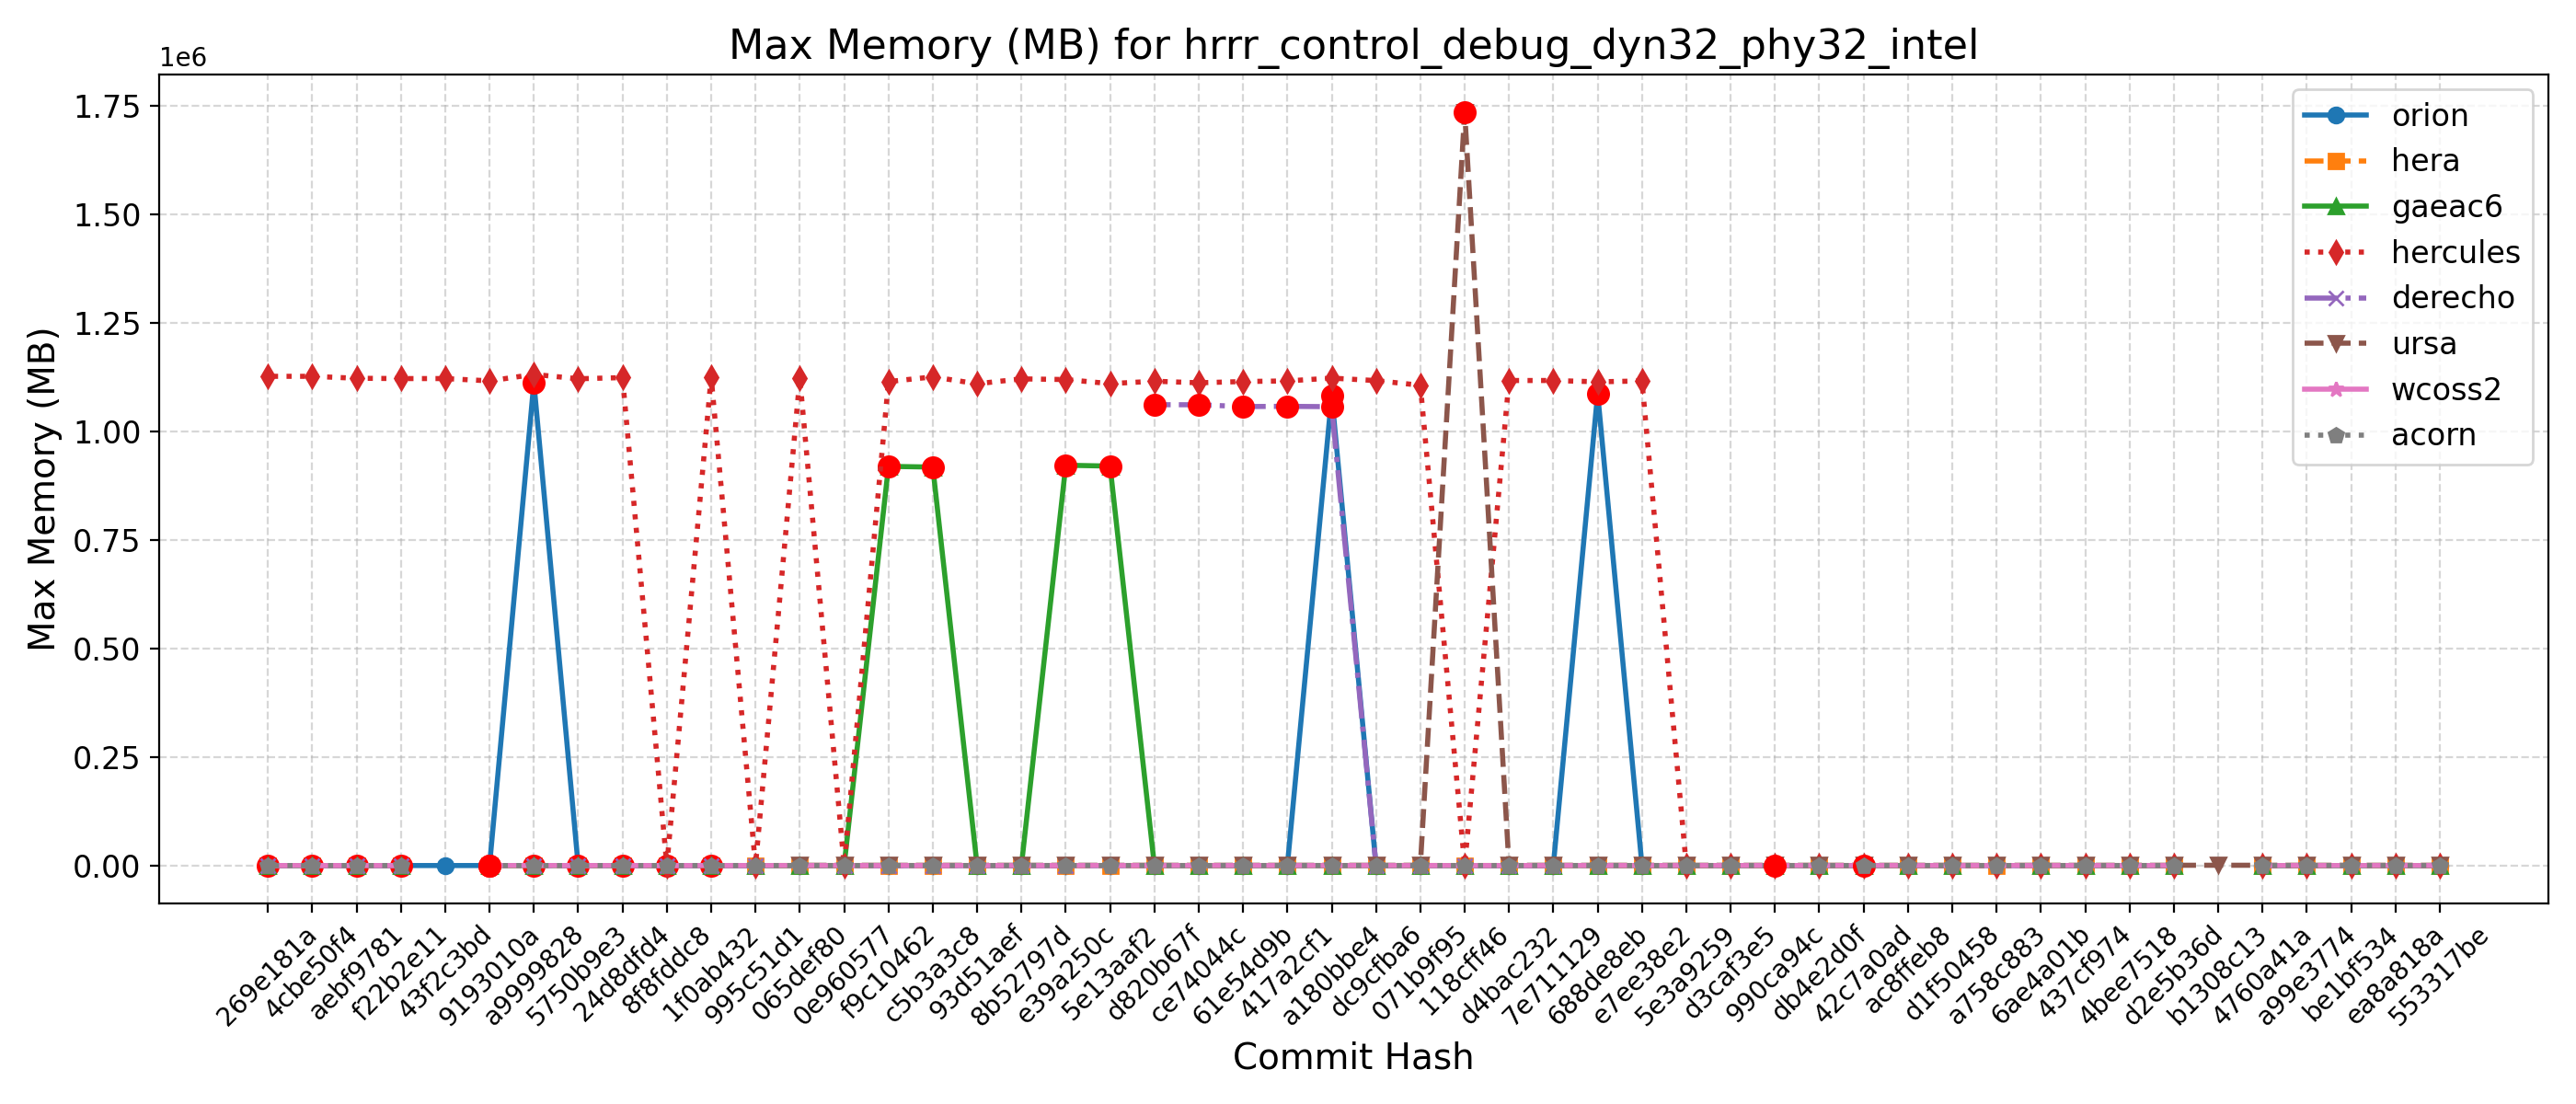 Max Memory (MB) for hrrr_control_debug_dyn32_phy32_intel
1e6
1.75
1.50
1.25
1.00
0.75
0.50
0.25
0.00
Max Memory (MB)
orion
hera
gaeac6
hercules
derecho
ursa
wcoss2
acorn
269e181a
4cbe50f4
aebf9781
f22b2e11
43f2c3bd
9193010a
a9999828
5750b9e3
24d8dfd4
8f8fddc8
1f0ab432
995c51d1
065def80
0e960577
f9c10462
c5b3a3c8
93d51aef
8b52797d
e39a250c
5e13aaf2
d820b67f
ce74044c
61e54d9b
417a2cf1
a180bbe4
dc9cfba6
071b9f95
118cff46
d4bac232
7e711129
688de8eb
e7ee38e2
5e3a9259
d3caf3e5
990ca94c
db4e2d0f
42c7a0ad
ac8ffeb8
d1f50458
a758c883
6ae4a01b
437cf974
4bee7518
d2e5b36d
b1308c13
4760a41a
a99e3774
be1bf534
ea8a818a
553317be
Commit Hash